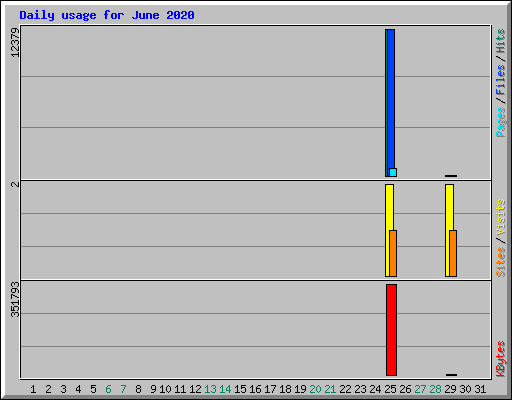 Daily usage for June 2020
12379
Pages/Files/Hits
2
Sites/Visits
351793
KBytes
1 2 3 4 5 6 7 8 9 10 11 12 13 14 15 16 17 18 19 20 21 22 23 24 25 26 27 28 29 30 31